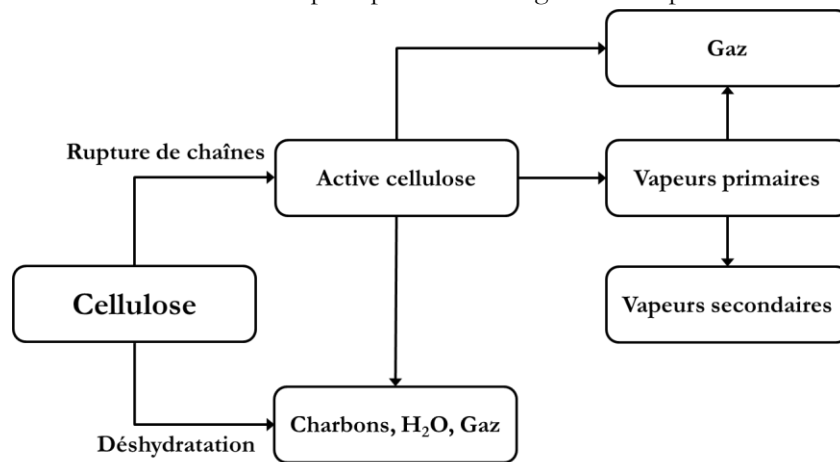 Gaz
Rupture de chaînes
Active cellulose
Vapeurs primaires
Cellulose
Vapeurs secondaires
Charbons, H₂O, Gaz
Déshydratation